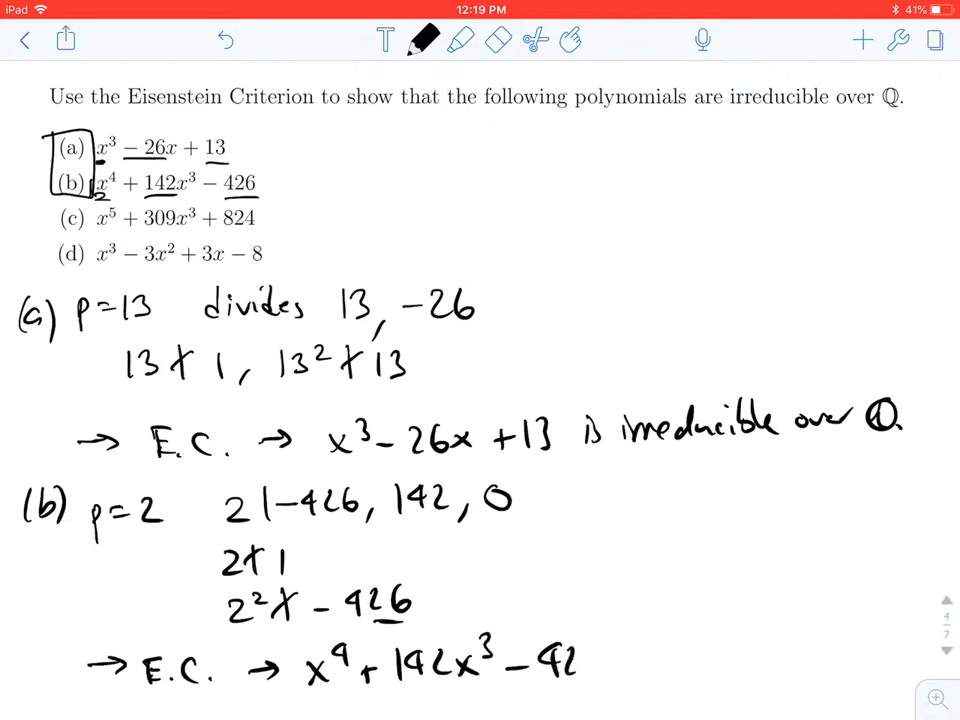 iPad 12:19 PM 41%
T
Use the Eisenstein Criterion to show that the following polynomials are irreducible over ℚ.
(a) x³ − 26x + 13
(b) 1 x⁴ + 142x³ − 426
2
(c) x⁵ + 309x³ + 824
(d) x³ − 3x² + 3x − 8
(a) p=13 divides 13, −26
13 ∤ 1, 13² ∤ 13
→ E.C. → x³ − 26x + 13 is irreducible over ℚ.
(b) p=2 2 | −426, 142, 0
2 ∤ 1
2² ∤ − 426
→ E.C. → x⁴ + 142x³ − 42
4
7